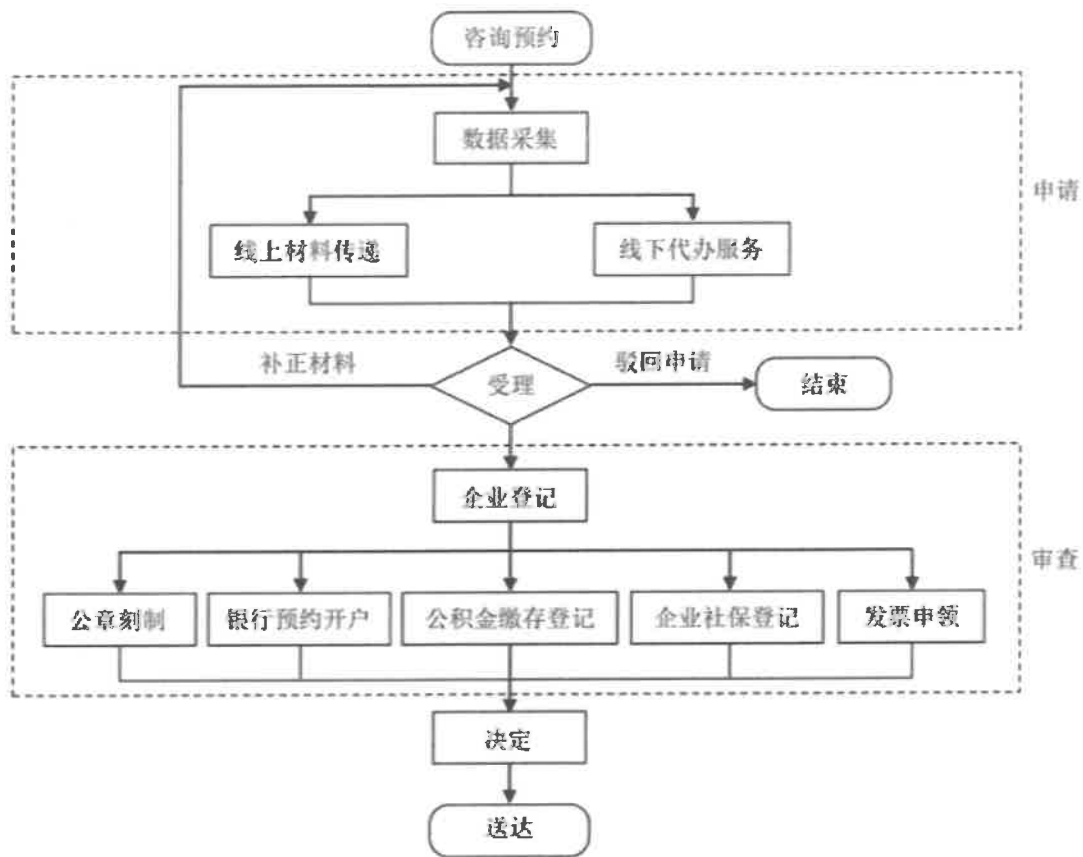 咨询预约
数据采集
申请
线上材料传递
线下代办服务
补正材料
受理
驳回申请
结束
企业登记
审查
公章刻制
银行预约开户
公积金缴存登记
企业社保登记
发票申领
决定
送达